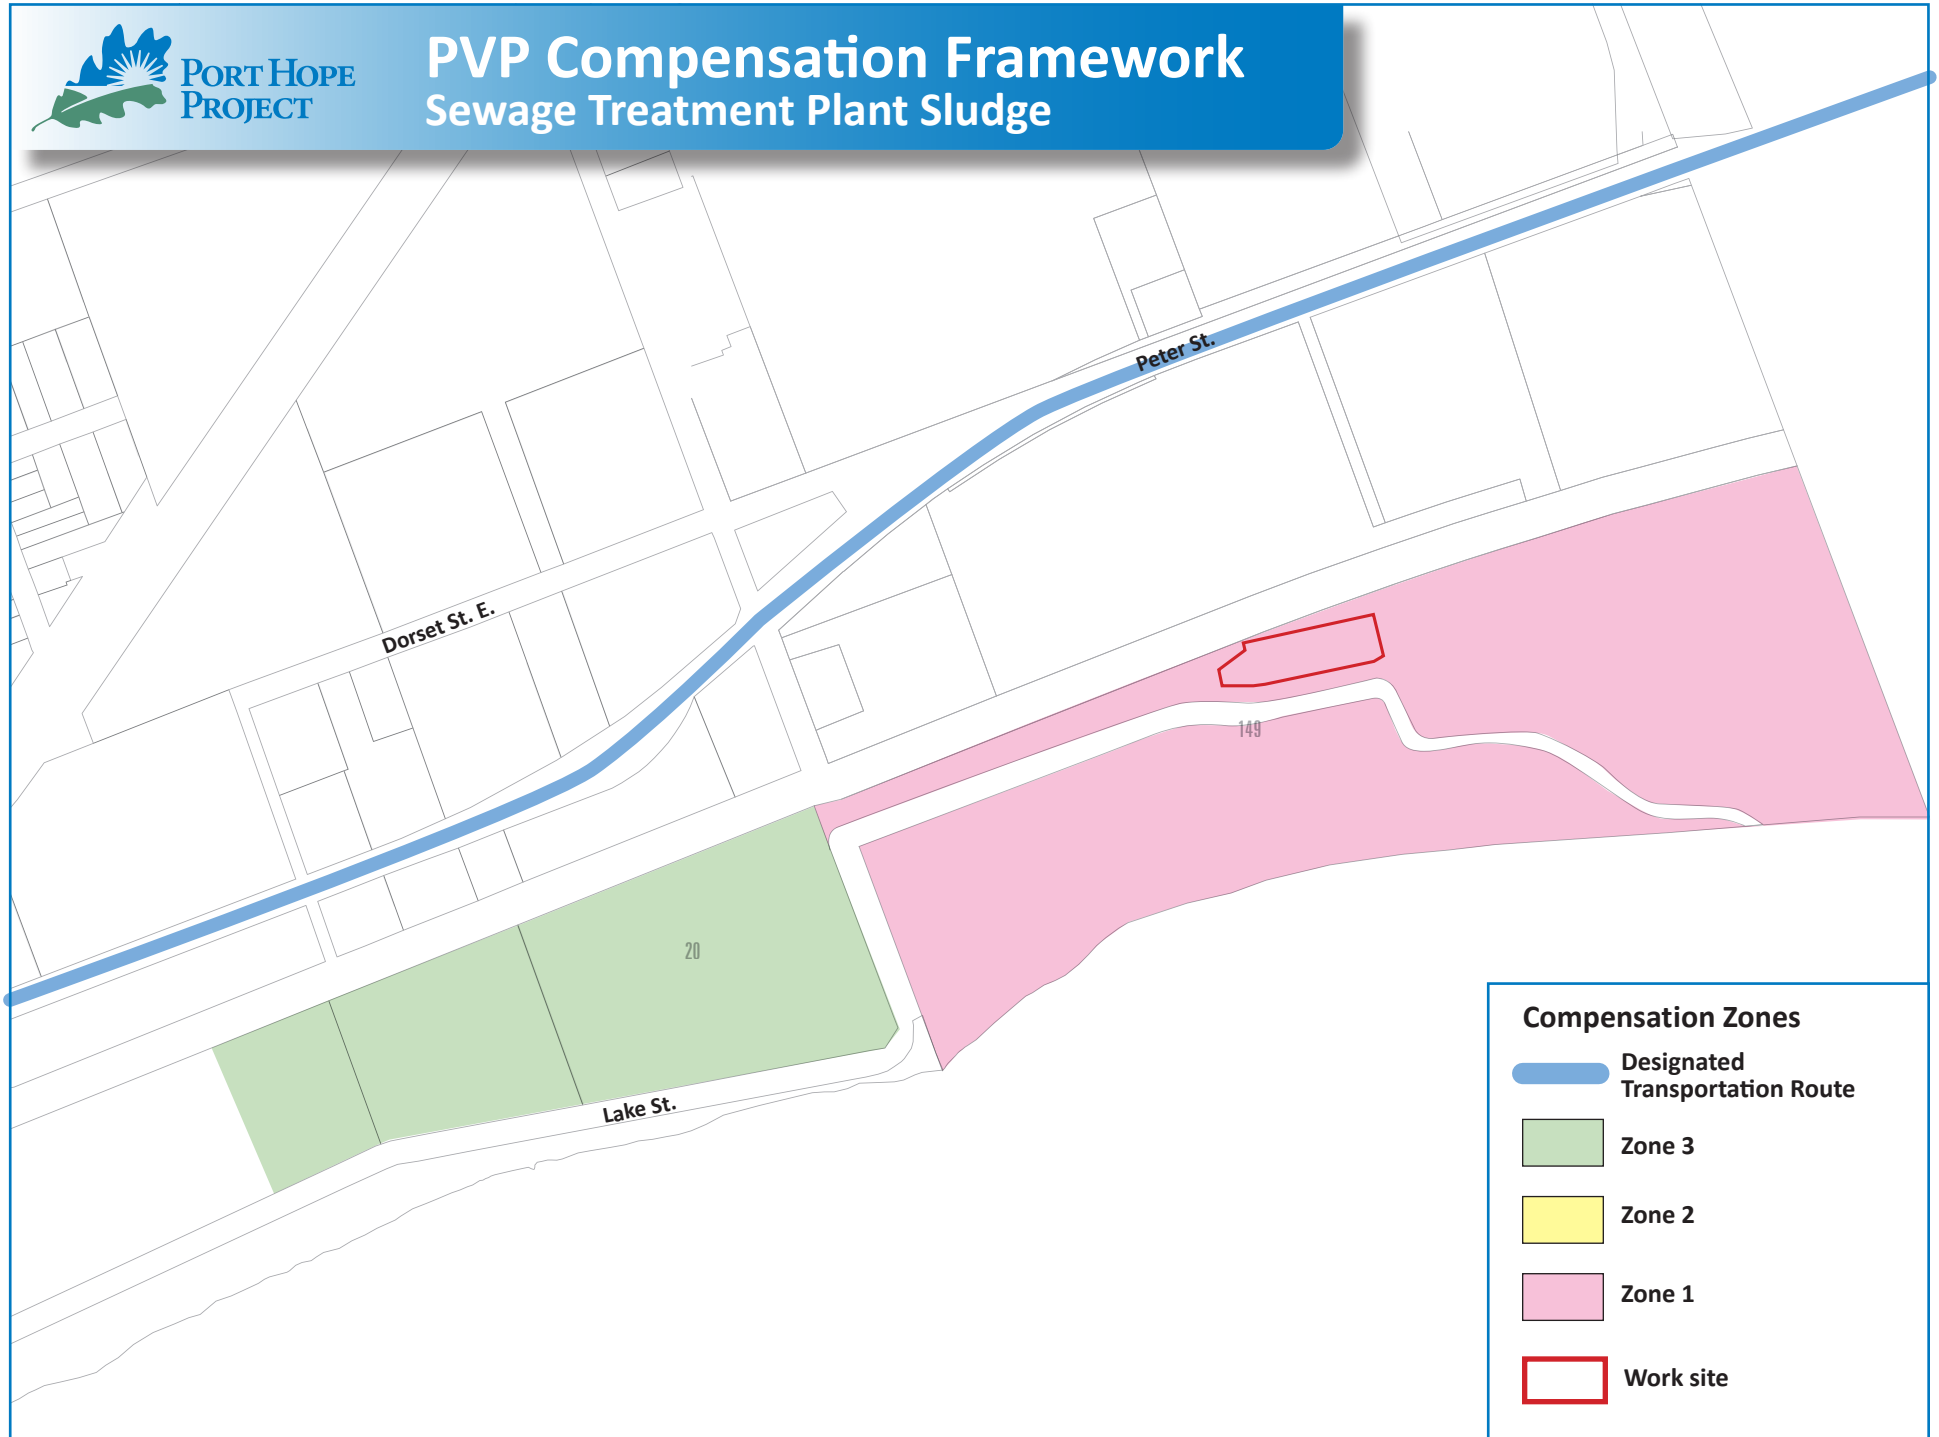 PORT HOPE
PROJECT
PVP Compensation Framework
Sewage Treatment Plant Sludge
Peter St.
Dorset St. E.
149
20
Lake St.
Compensation Zones
Designated
Transportation Route
Zone 3
Zone 2
Zone 1
Work site